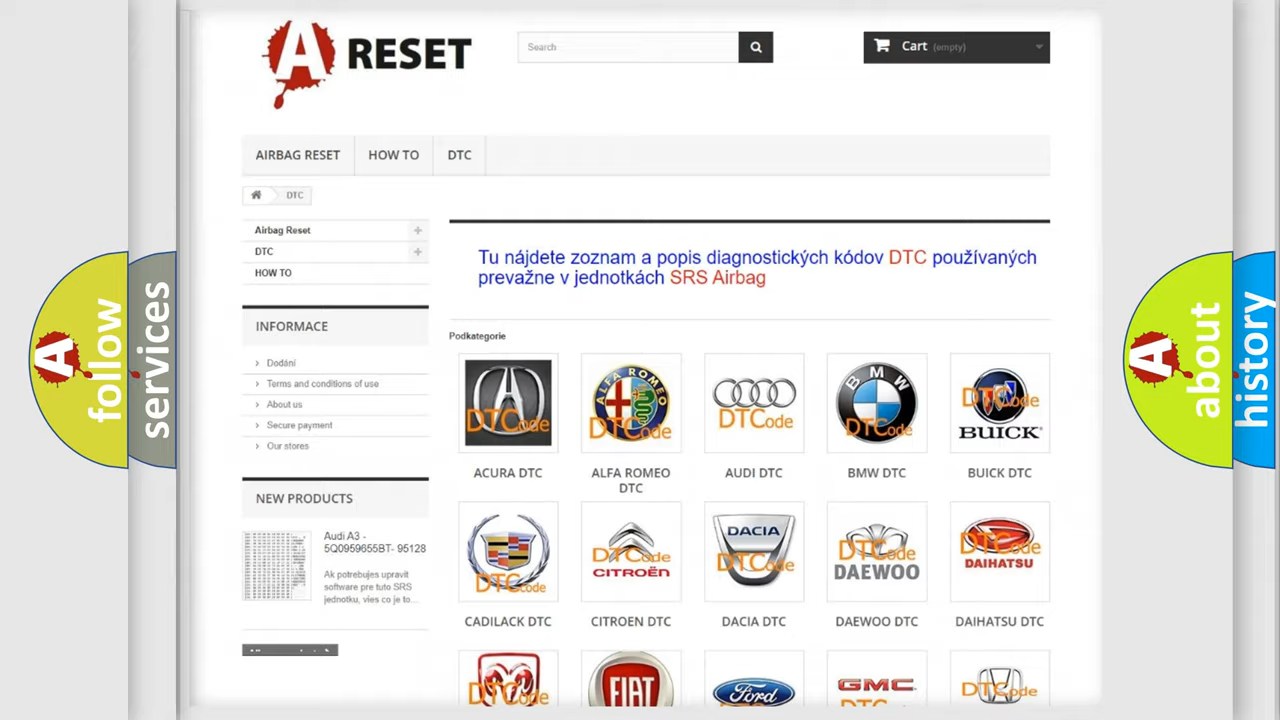 A RESET
Search
Cart (empty)
AIRBAG RESET
HOW TO
DTC
DTC
Airbag Reset
DTC
HOW TO
INFORMACE
Dodání
Terms and conditions of use
About us
Secure payment
Our stores
NEW PRODUCTS
Audi A3 -
5Q0959655BT- 95128
Ak potrebujes upravit
software pre tuto SRS
jednotku, vies co je to...
Tu nájdete zoznam a popis diagnostických kódov DTC používaných
prevažne v jednotkách SRS Airbag
Podkategorie
DTCode
ALFA ROMEO
DTCode
DTCode
BMW
DTCode
DTCode
BUICK
ACURA DTC
ALFA ROMEO
DTC
AUDI DTC
BMW DTC
BUICK DTC
DTCode
DTCode
CITROËN
DACIA
DTCode
DTCode
DAEWOO
DTCode
DAIHATSU
CADILACK DTC
CITROEN DTC
DACIA DTC
DAEWOO DTC
DAIHATSU DTC
DTCode
FIAT
Ford
GMC
DTCode
A follow
services
A about
history